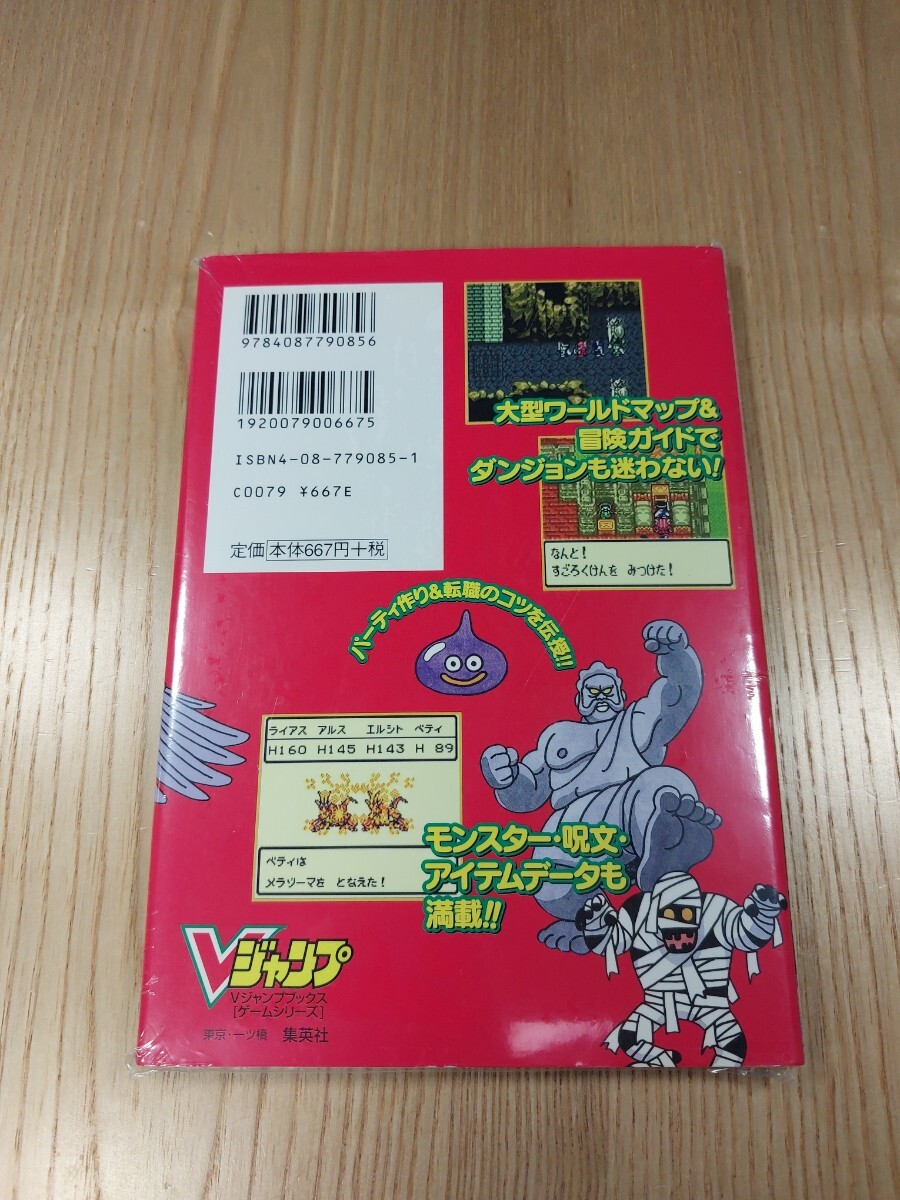 9784087790856
1920079006675
ISBN4-08-779085-1
C0079 ¥667E
定価 本体667円+税
大型ワールドマップ&
冒険ガイドで
ダンジョンも迷わない!
なんと!
すごろくけんを みつけた!
パーティ作り&転職のコツを伝授!!
ライアス アルス エルシト ベティ
H160 H145 H143 H 89
ベティは
メラゾーマを となえた!
モンスター・呪文・
アイテムデータも
満載!!
Vジャンプ
Vジャンプブックス
[ゲームシリーズ]
東京・一ツ橋 集英社